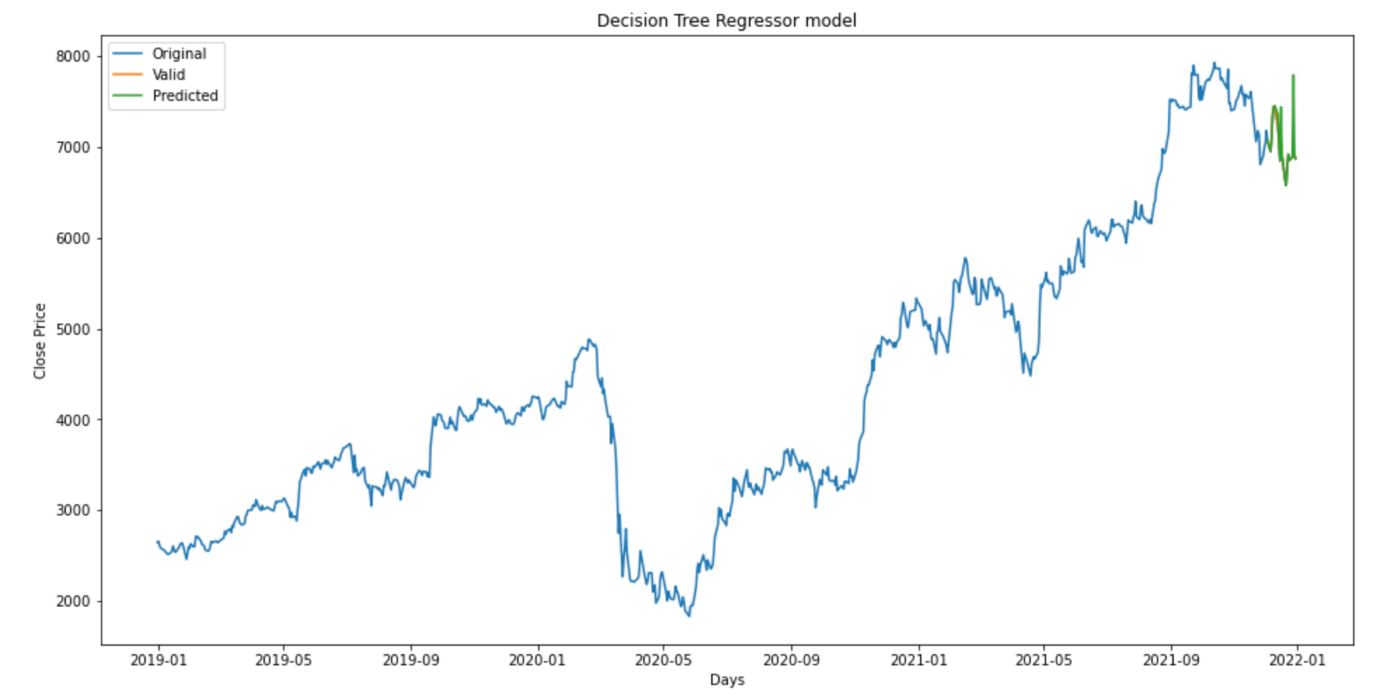 Decision Tree Regressor model
Original
Valid
Predicted
8000
7000
6000
5000
4000
3000
2000
Close Price
2019-01 2019-05 2019-09 2020-01 2020-05 2020-09 2021-01 2021-05 2021-09 2022-01
Days